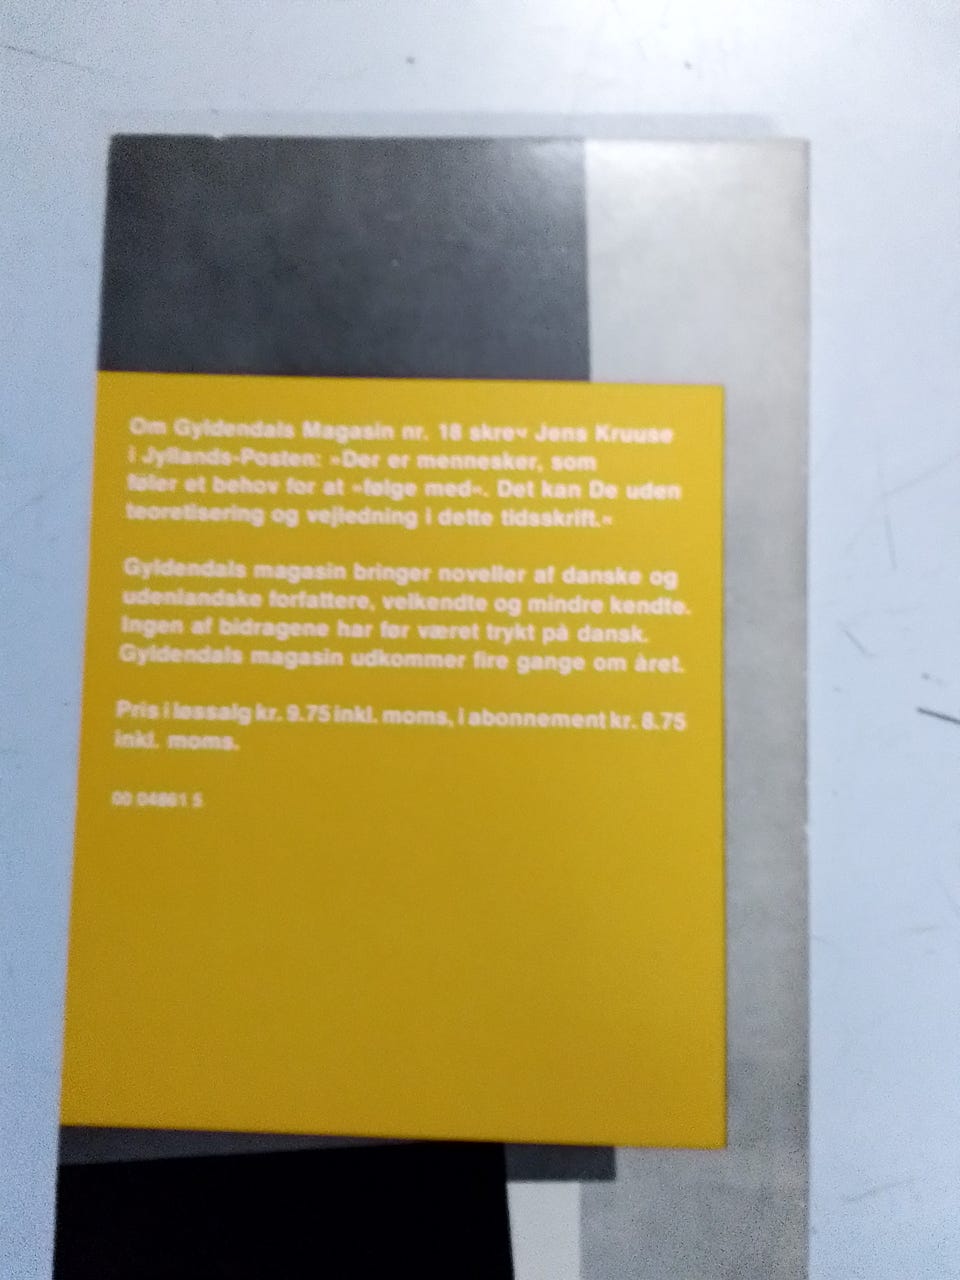 Om Gyldendals Magasin nr. 18 skrev Jens Kruuse
i Jyllands-Posten: »Der er mennesker, som
føler et behov for at »følge med«. Det kan De uden
teoretisering og vejledning i dette tidsskrift.«
Gyldendals magasin bringer noveller af danske og
udenlandske forfattere, velkendte og mindre kendte.
Ingen af bidragene har før været trykt på dansk.
Gyldendals magasin udkommer fire gange om året.
Pris i løssalg kr. 9.75 inkl. moms, i abonnement kr. 8.75
inkl. moms.
00 04861 5